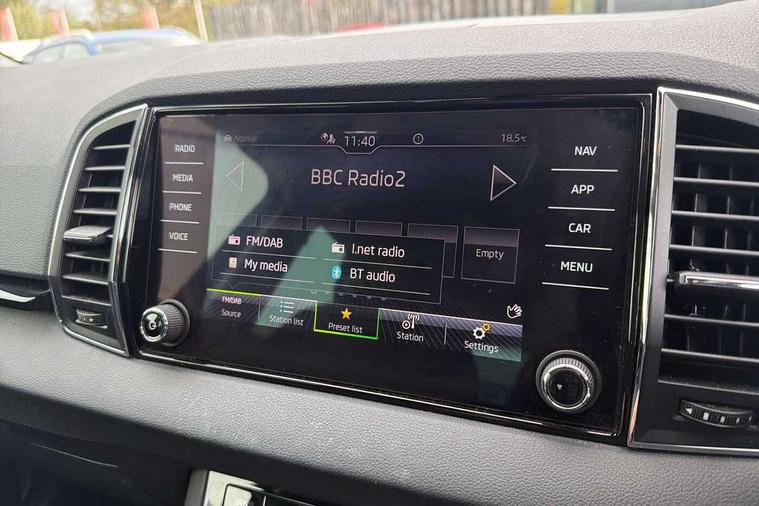 Normal
11:40
18.5°C
RADIO
MEDIA
PHONE
VOICE
BBC Radio2
NAV
APP
CAR
MENU
FM/DAB
I.net radio
My media
BT audio
Empty
FM/DAB
Source
Station list
Preset list
Station
Settings